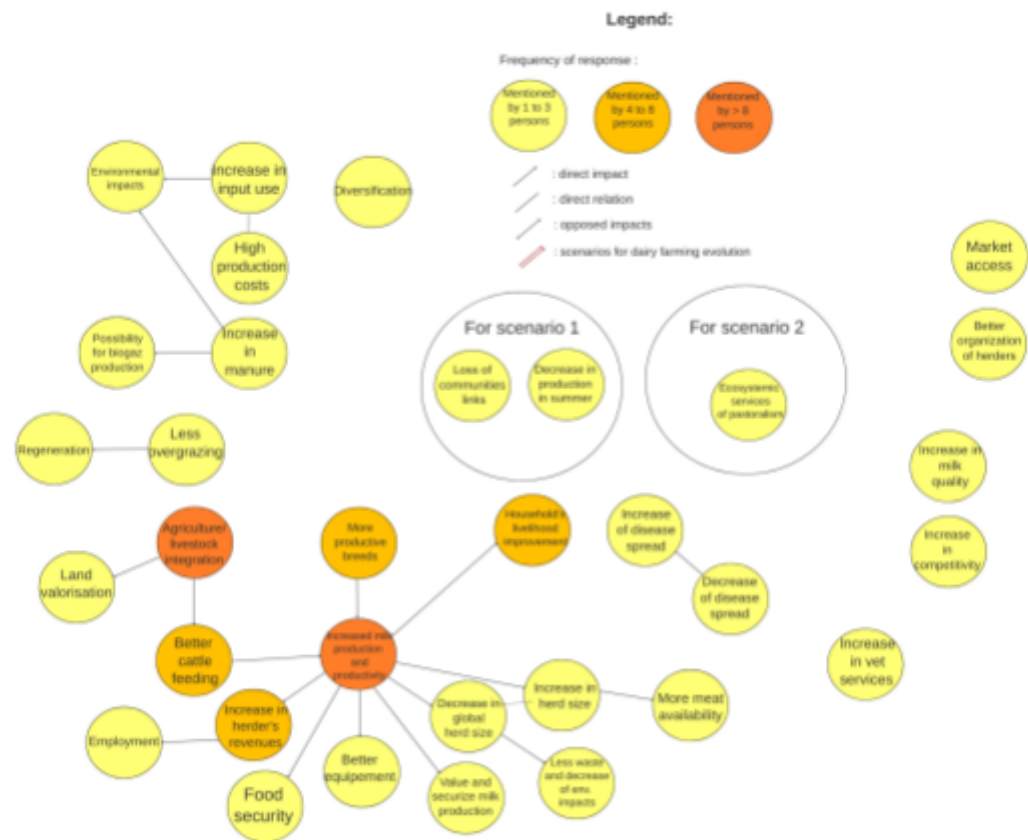 Legend:
Frequency of response :
Mentioned
by 1 to 3
persons
Mentioned
by 4 to 8
persons
Mentioned
by > 8
persons
: direct impact
: direct relation
: opposed impacts
: scenarios for dairy farming evolution
Environmental
impacts
Increase in
input use
Diversification
High
production
costs
Market
access
Possibility
for biogaz
production
Increase
in
manure
For scenario 1
Loss of
communities
links
Decrease in
production
in summer
For scenario 2
Ecosystemic
services
of pastoralism
Better
organization
of herders
Regeneration
Less
overgrazing
Increase in
milk
quality
Agriculture/
livestock
integration
More
productive
breeds
Household's
livelihood
improvement
Increase
of disease
spread
Increase
in
competitivity
Land
valorisation
Decrease
of disease
spread
Better
cattle
feeding
Increased milk
production
and
productivity
Increase
in vet
services
Employment
Increase in
herder's
revenues
Decrease in
global
herd size
Increase in
herd size
More meat
availability
Food
security
Better
equipement
Value and
securize milk
production
Less waste
and decrease
of env.
impacts